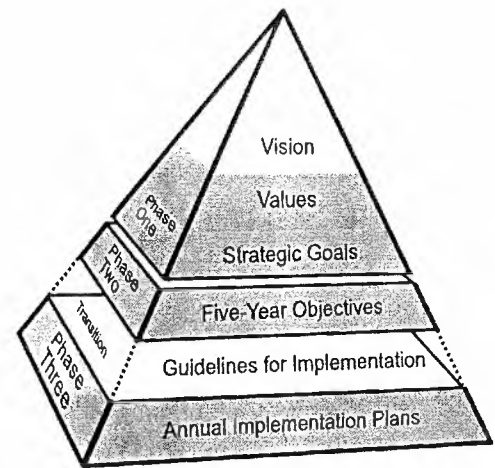 Vision
Values
Strategic Goals
Phase
One
Five-Year Objectives
Phase
Two
Guidelines for Implementation
Transition
Annual Implementation Plans
Phase
Three